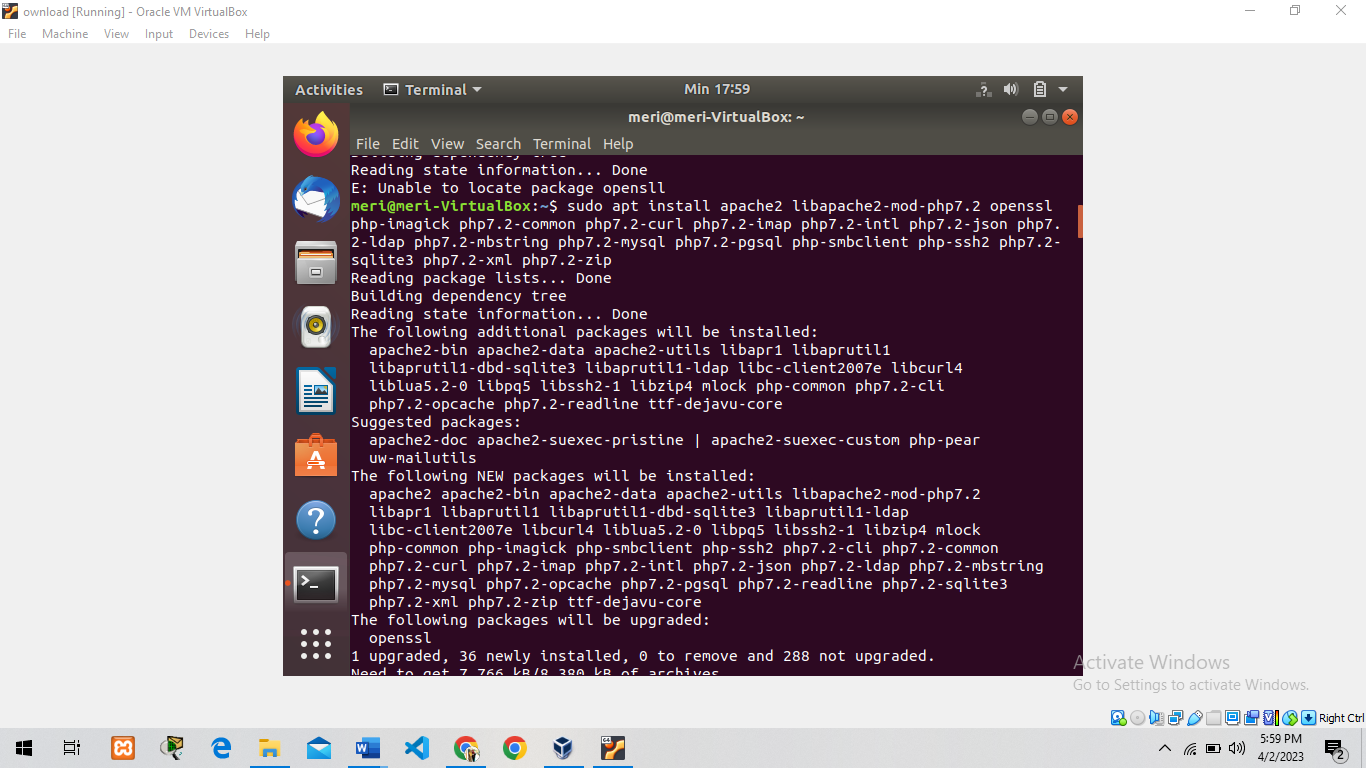 ownload [Running] - Oracle VM VirtualBox
File Machine View Input Devices Help
Activities Terminal Min 17:59
meri@meri-VirtualBox: ~
File Edit View Search Terminal Help
Building dependency tree
Reading state information... Done
E: Unable to locate package opensll
meri@meri-VirtualBox:~$ sudo apt install apache2 libapache2-mod-php7.2 openssl
php-imagick php7.2-common php7.2-curl php7.2-imap php7.2-intl php7.2-json php7.
2-ldap php7.2-mbstring php7.2-mysql php7.2-pgsql php-smbclient php-ssh2 php7.2-
sqlite3 php7.2-xml php7.2-zip
Reading package lists... Done
Building dependency tree
Reading state information... Done
The following additional packages will be installed:
apache2-bin apache2-data apache2-utils libapr1 libaprutil1
libaprutil1-dbd-sqlite3 libaprutil1-ldap libc-client2007e libcurl4
liblua5.2-0 libpq5 libssh2-1 libzip4 mlock php-common php7.2-cli
php7.2-opcache php7.2-readline ttf-dejavu-core
Suggested packages:
apache2-doc apache2-suexec-pristine | apache2-suexec-custom php-pear
uw-mailutils
The following NEW packages will be installed:
apache2 apache2-bin apache2-data apache2-utils libapache2-mod-php7.2
libapr1 libaprutil1 libaprutil1-dbd-sqlite3 libaprutil1-ldap
libc-client2007e libcurl4 liblua5.2-0 libpq5 libssh2-1 libzip4 mlock
php-common php-imagick php-smbclient php-ssh2 php7.2-cli php7.2-common
php7.2-curl php7.2-imap php7.2-intl php7.2-json php7.2-ldap php7.2-mbstring
php7.2-mysql php7.2-opcache php7.2-pgsql php7.2-readline php7.2-sqlite3
php7.2-xml php7.2-zip ttf-dejavu-core
The following packages will be upgraded:
openssl
1 upgraded, 36 newly installed, 0 to remove and 288 not upgraded.
Need to get 7,766 kB/8,380 kB of archives.
Activate Windows
Go to Settings to activate Windows.
Right Ctrl
5:59 PM
4/2/2023
2